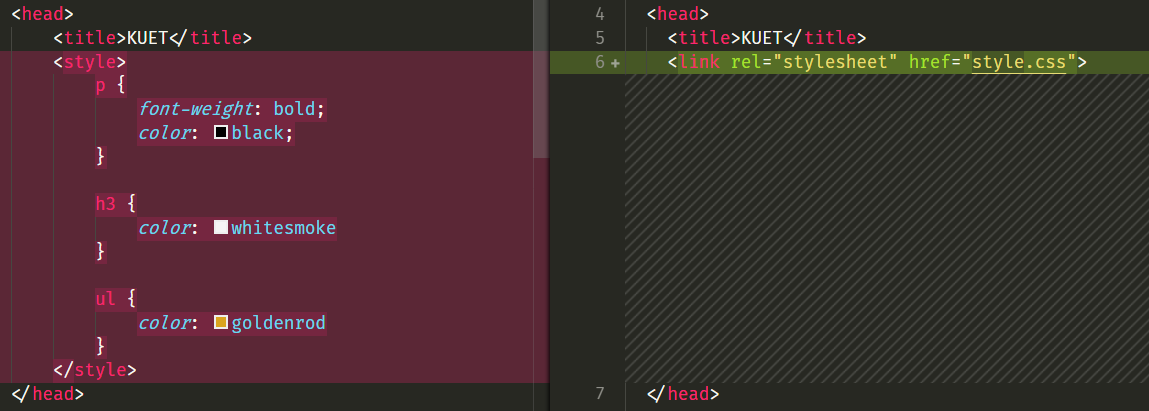 <head>
    <title>KUET</title>
    <style>
        p {
            font-weight: bold;
            color: black;
        }

        h3 {
            color: whitesmoke
        }

        ul {
            color: goldenrod
        }
    </style>
</head>
4 <head>
5   <title>KUET</title>
6 + <link rel="stylesheet" href="style.css">
7 </head>